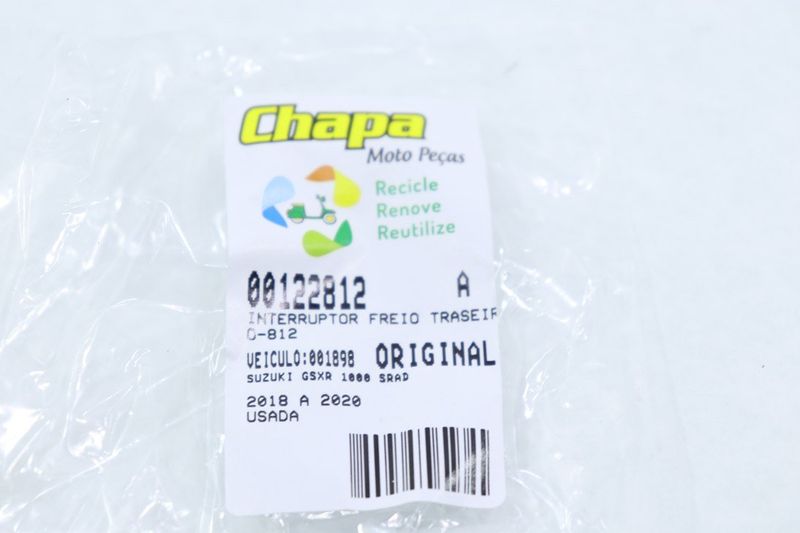 Chapa
Moto Peças
Recicle
Renove
Reutilize
00122812 A
INTERRUPTOR FREIO TRASEIR
O-812
VEICULO:001898 ORIGINAL
SUZUKI GSXR 1000 SRAD
2018 A 2020
USADA